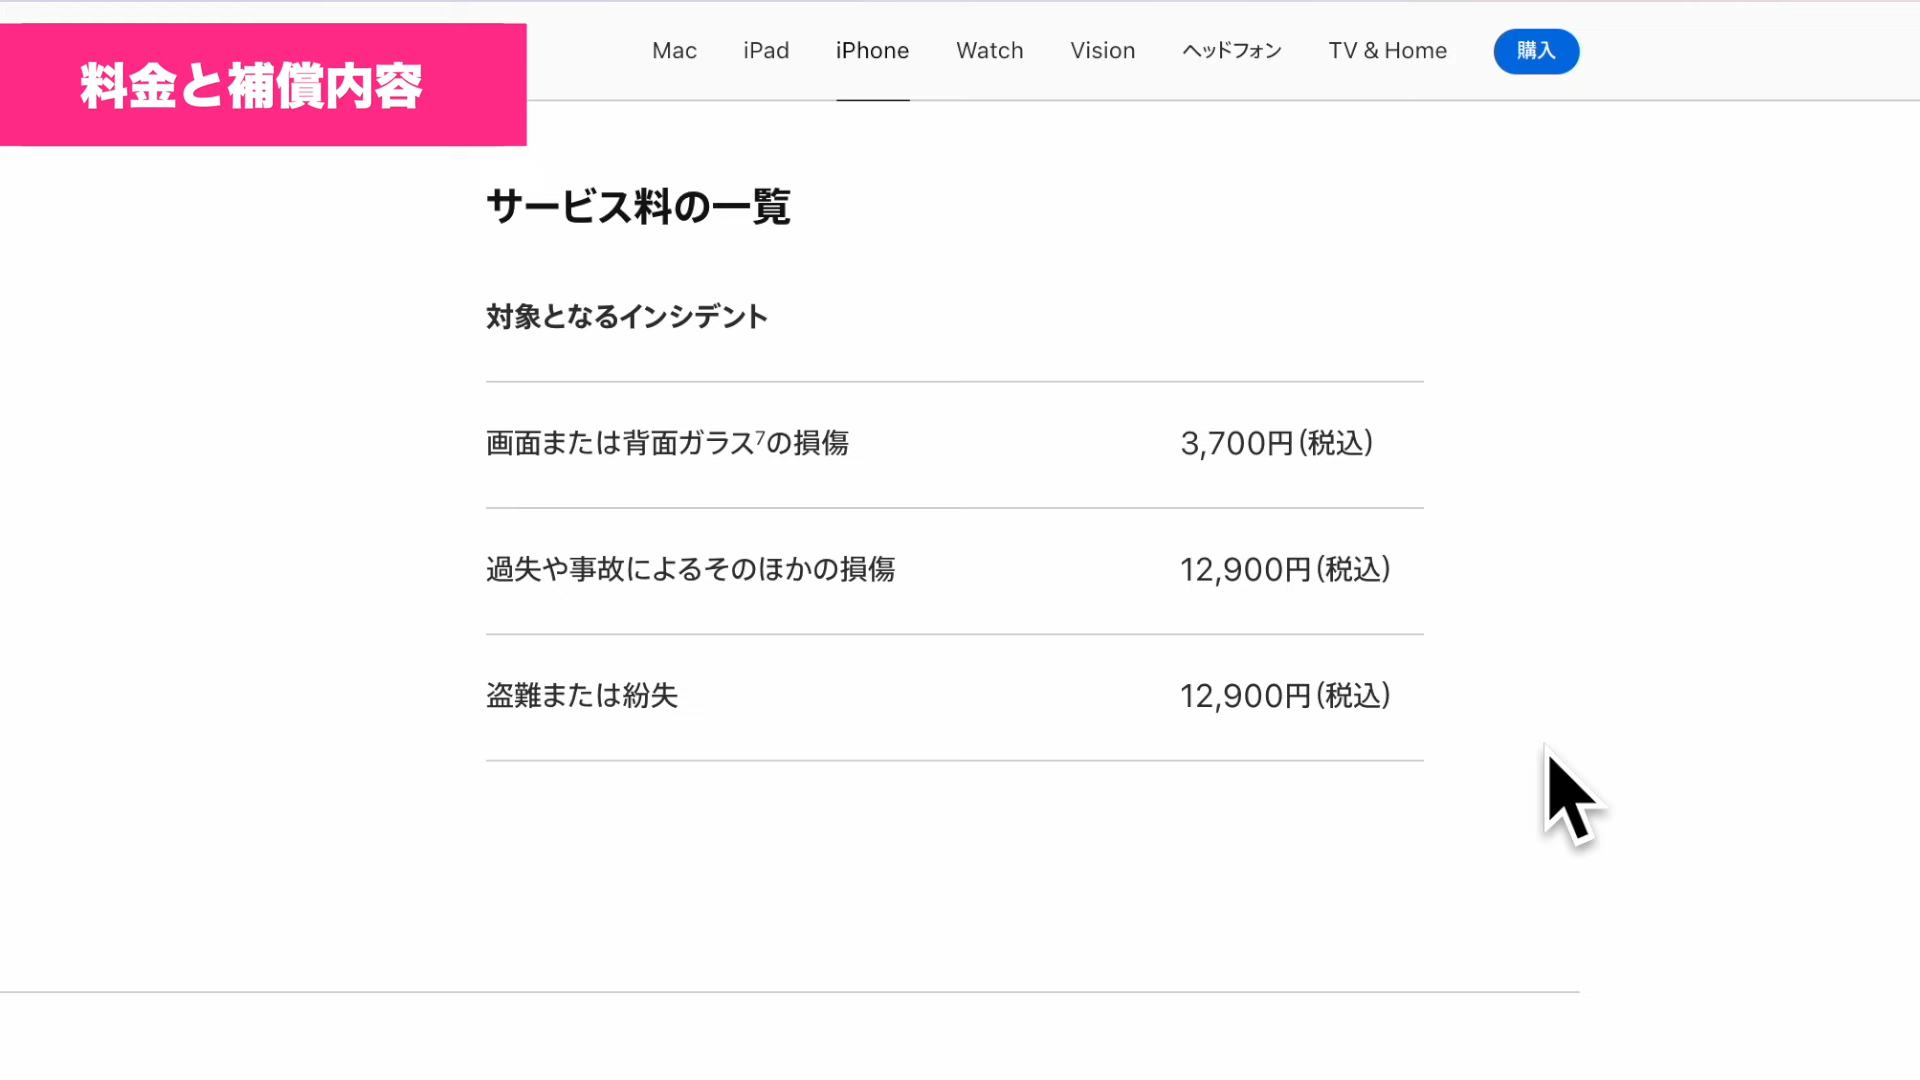 料金と補償内容
Mac iPad iPhone Watch Vision ヘッドフォン TV & Home 購入
サービス料の一覧
対象となるインシデント
画面または背面ガラス⁷の損傷 3,700円(税込)
過失や事故によるそのほかの損傷 12,900円(税込)
盗難または紛失 12,900円(税込)